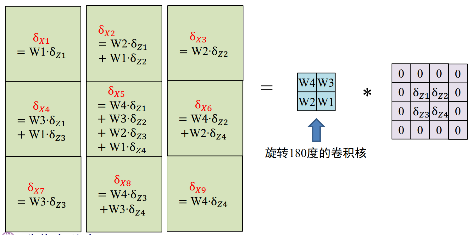 δX1
= W1·δZ1
δX2
= W2·δZ1
+ W1·δZ2
δX3
= W2·δZ2
δX4
= W3·δZ1
+ W1·δZ3
δX5
= W4·δZ1
+ W3·δZ2
+ W2·δZ3
+ W1·δZ4
δX6
= W4·δZ2
+W2·δZ4
δX7
= W3·δZ3
δX8
= W4·δZ3
+W3·δZ4
δX9
= W4·δZ4
=
W4 W3
W2 W1
旋转180度的卷积核
*
0 0 0 0
0 δZ1 δZ2 0
0 δZ3 δZ4 0
0 0 0 0